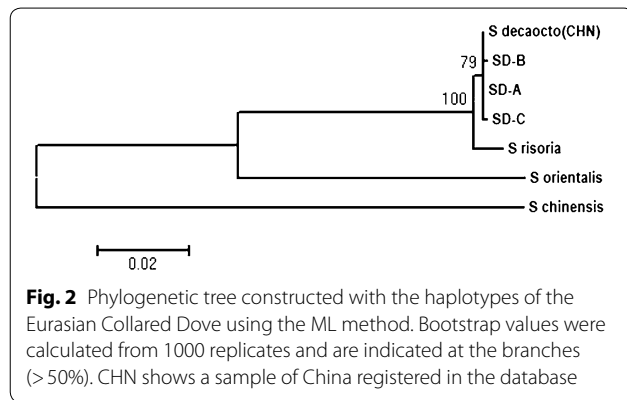 S decaocto(CHN)
79
SD-B
SD-A
100
SD-C
S risoria
S orientalis
S chinensis
0.02
Fig. 2 Phylogenetic tree constructed with the haplotypes of the
Eurasian Collared Dove using the ML method. Bootstrap values were
calculated from 1000 replicates and are indicated at the branches
(> 50%). CHN shows a sample of China registered in the database